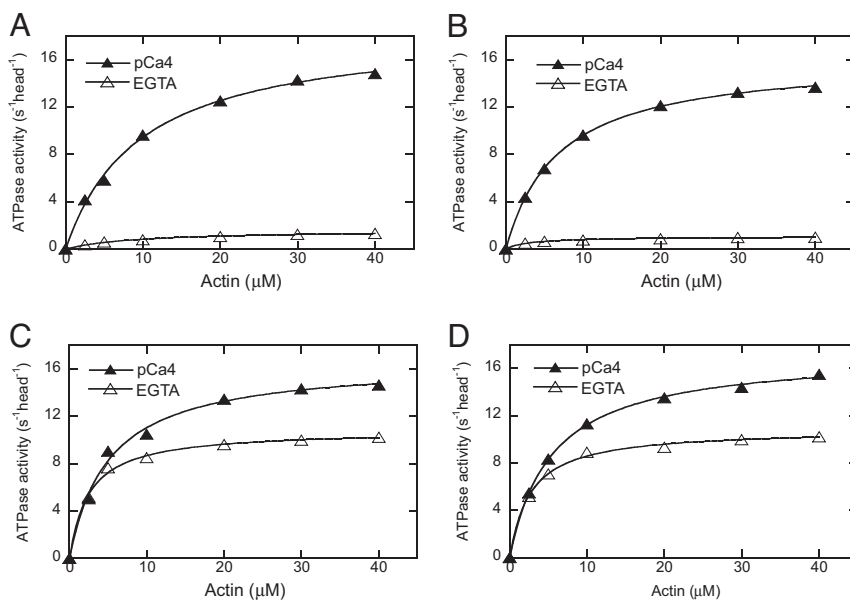 A
ATPase activity (s⁻¹head⁻¹)
16
12
8
4
0
pCa4
EGTA
0 10 20 30 40
Actin (μM)
B
ATPase activity (s⁻¹head⁻¹)
16
12
8
4
0
pCa4
EGTA
0 10 20 30 40
Actin (μM)
C
ATPase activity (s⁻¹head⁻¹)
16
12
8
4
0
pCa4
EGTA
0 10 20 30 40
Actin (μM)
D
ATPase activity (s⁻¹head⁻¹)
16
12
8
4
0
pCa4
EGTA
0 10 20 30 40
Actin (μM)